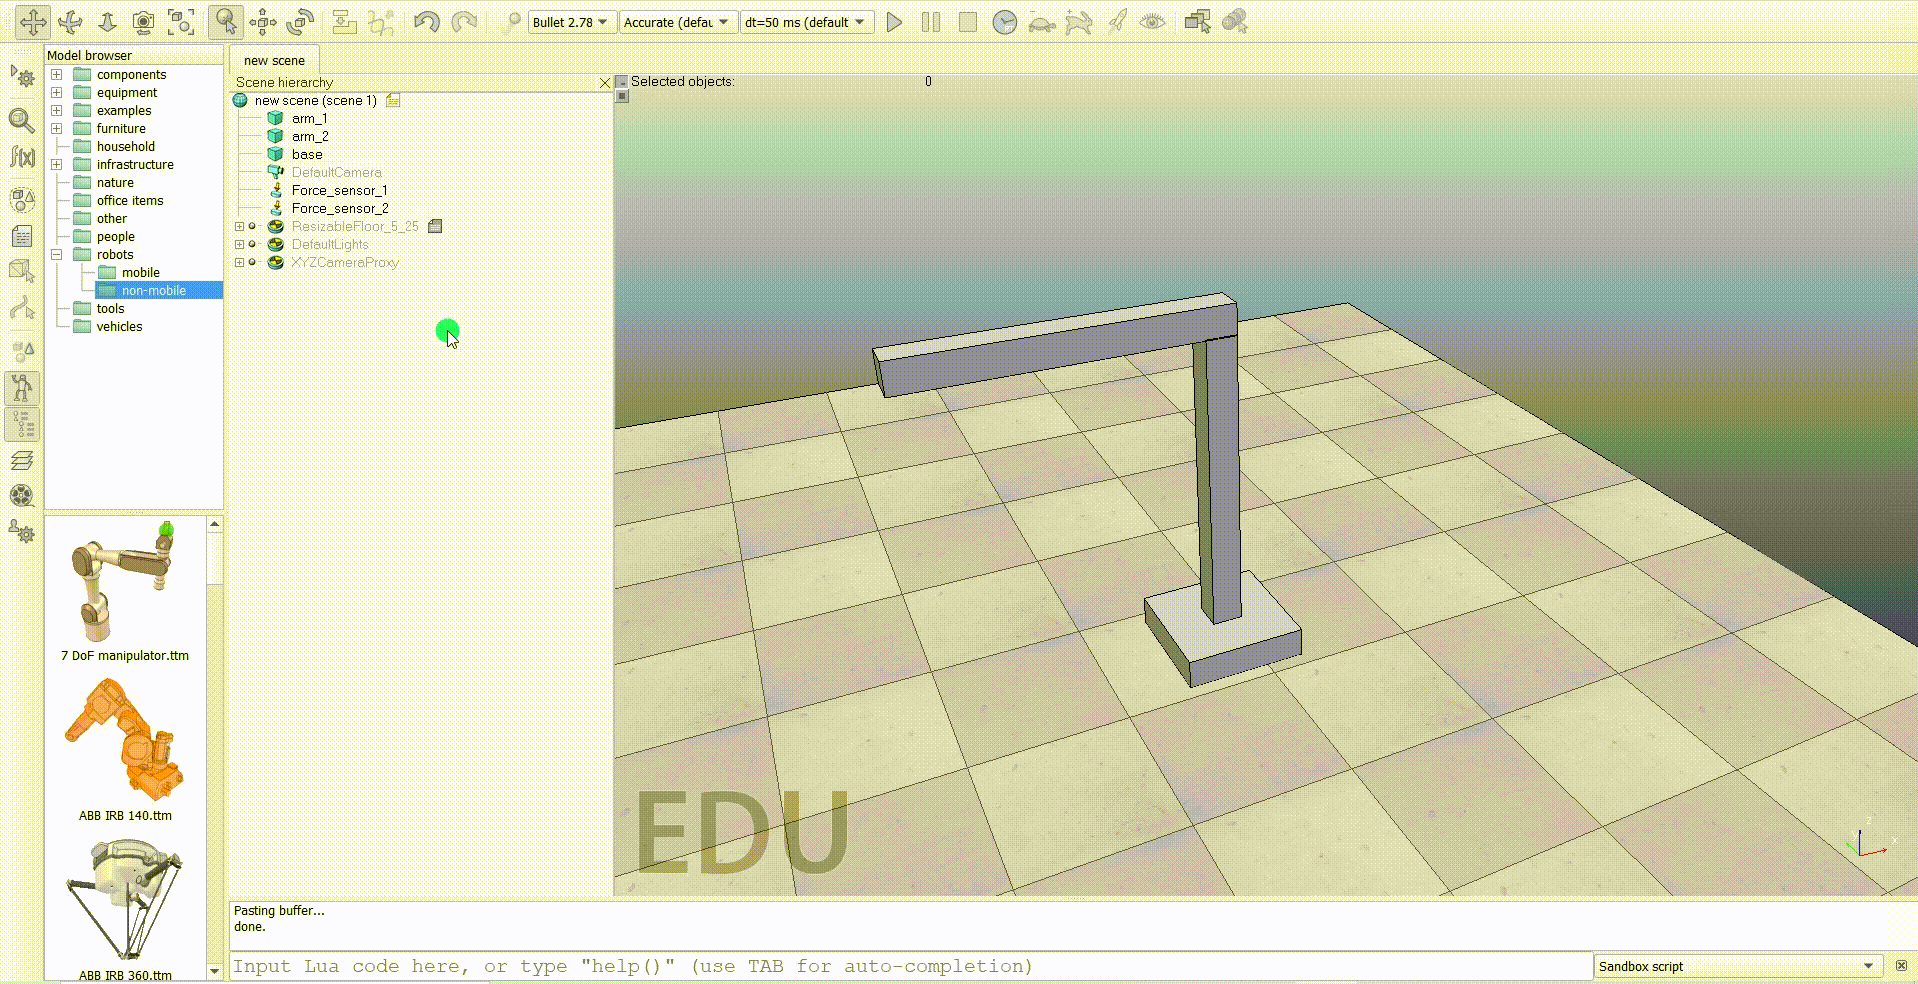 Bullet 2.78
Accurate (defau
dt=50 ms (default
Model browser
components
equipment
examples
furniture
household
infrastructure
nature
office items
other
people
robots
mobile
non-mobile
tools
vehicles
7 DoF manipulator.ttm
ABB IRB 140.ttm
ABB IRB 360.ttm
new scene
Scene hierarchy
new scene (scene 1)
arm_1
arm_2
base
DefaultCamera
Force_sensor_1
Force_sensor_2
ResizableFloor_5_25
DefaultLights
XYZCameraProxy
Selected objects: 0
EDU
z
x
Pasting buffer...
done.
Input Lua code here, or type "help()" (use TAB for auto-completion)
Sandbox script